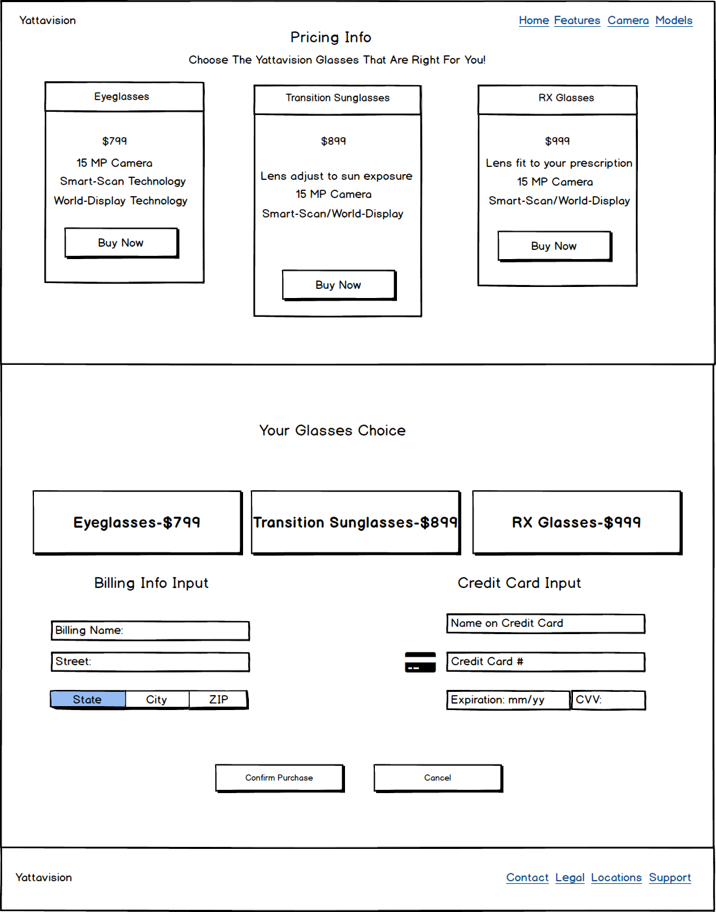 Yattavision
Home Features Camera Models
Pricing Info
Choose The Yattavision Glasses That Are Right For You!
Eyeglasses
$799
15 MP Camera
Smart-Scan Technology
World-Display Technology
Buy Now
Transition Sunglasses
$899
Lens adjust to sun exposure
15 MP Camera
Smart-Scan/World-Display
Buy Now
RX Glasses
$999
Lens fit to your prescription
15 MP Camera
Smart-Scan/World-Display
Buy Now
Your Glasses Choice
Eyeglasses-$799
Transition Sunglasses-$899
RX Glasses-$999
Billing Info Input
Billing Name:
Street:
State City ZIP
Credit Card Input
Name on Credit Card
Credit Card #
Expiration: mm/yy CVV:
Confirm Purchase
Cancel
Yattavision
Contact Legal Locations Support